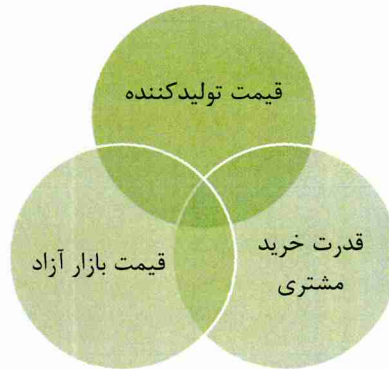 قیمت تولیدکننده
قیمت بازار آزاد
قدرت خرید
مشتری